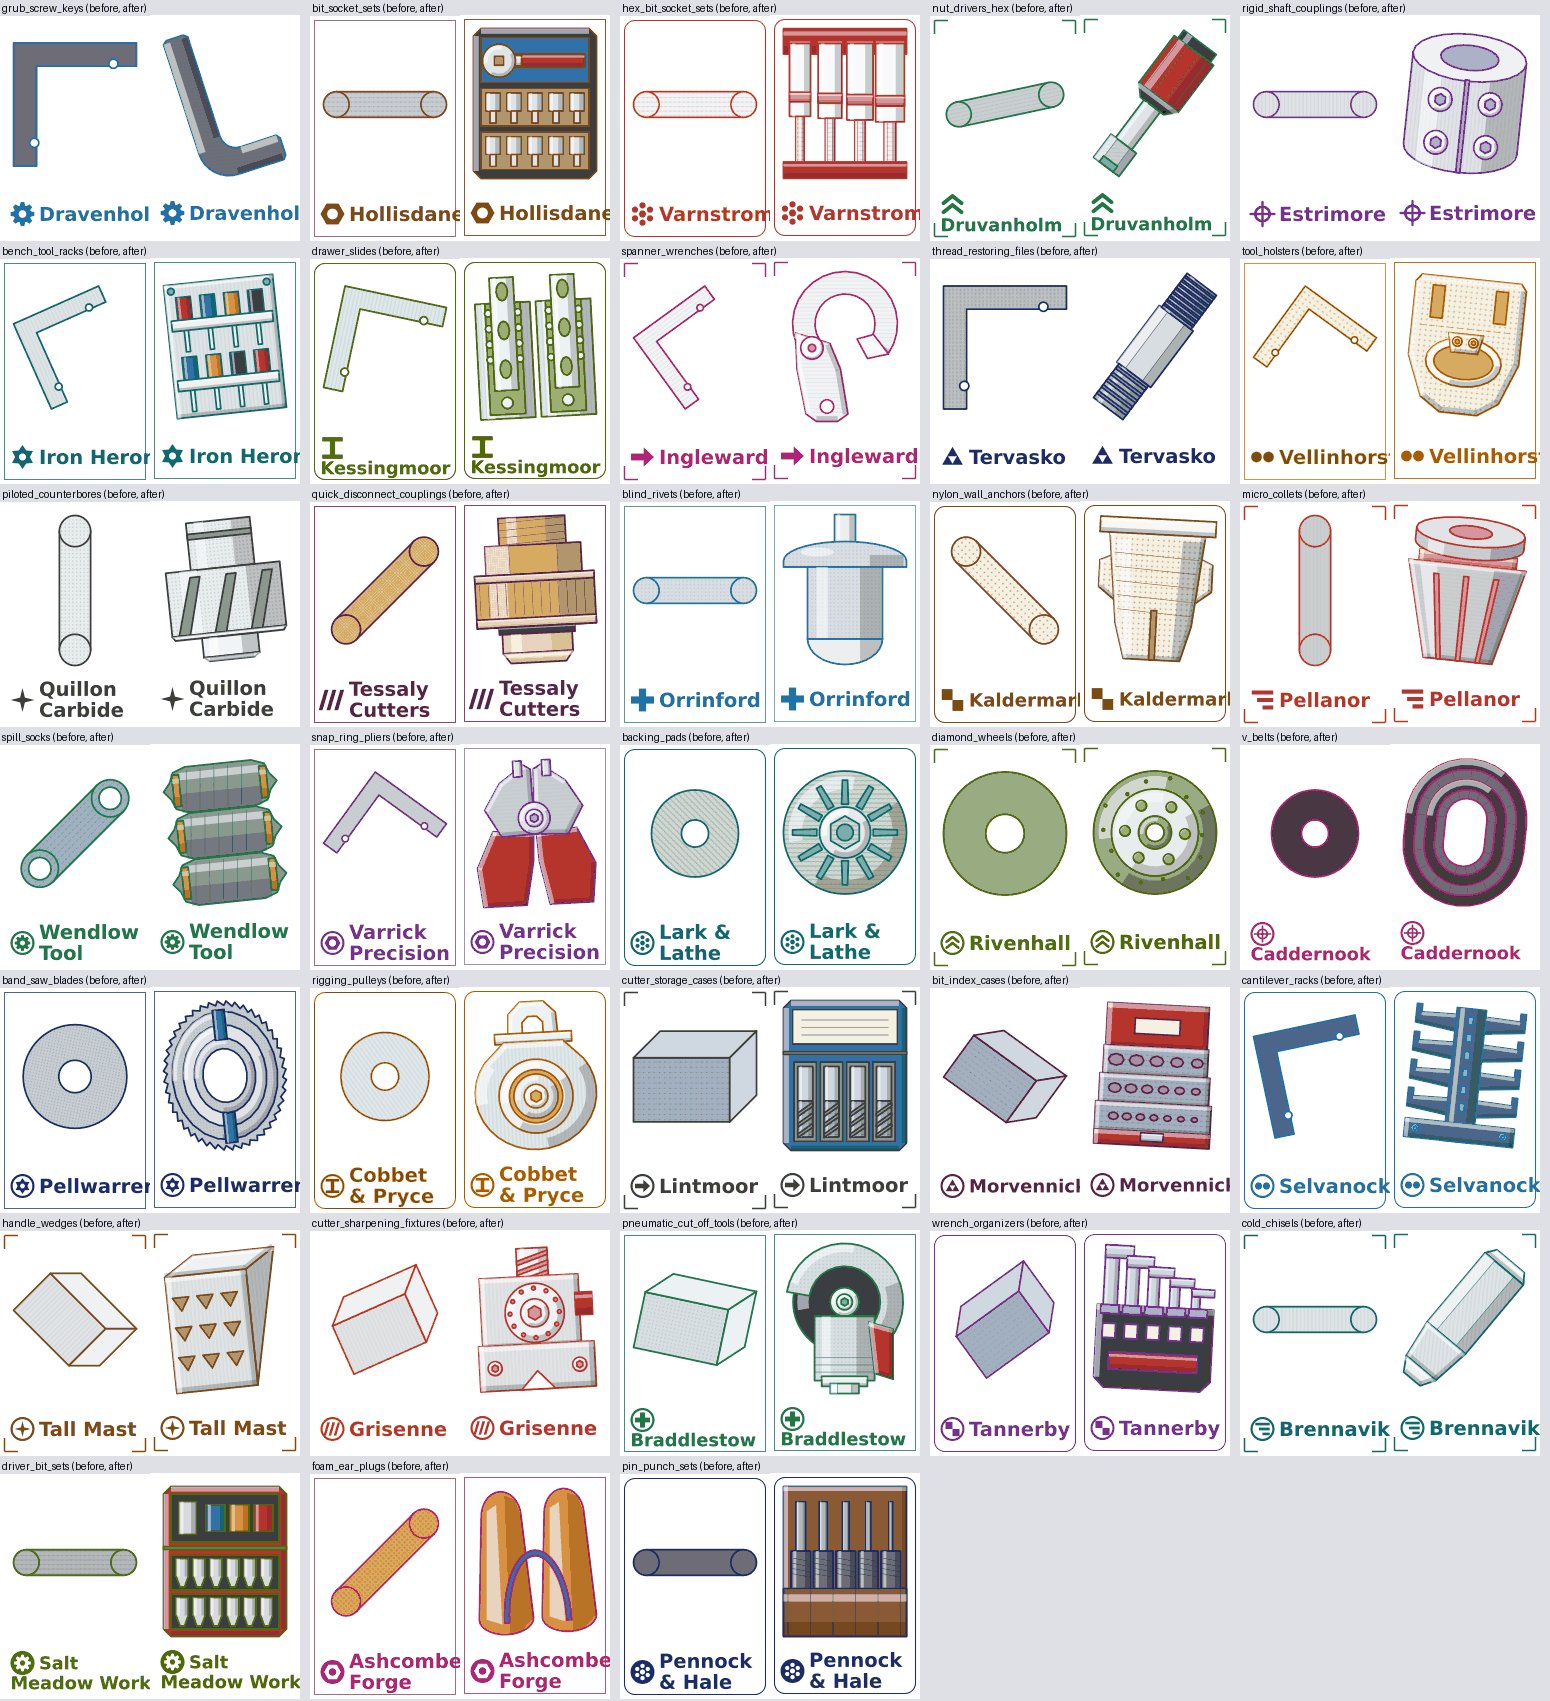 grub_screw_keys (before, after)
Dravenhol
Dravenhol
bit_socket_sets (before, after)
Hollisdane
Hollisdane
hex_bit_socket_sets (before, after)
Varnstrom
Varnstrom
nut_drivers_hex (before, after)
Druvanholm
Druvanholm
rigid_shaft_couplings (before, after)
Estrimore
Estrimore
bench_tool_racks (before, after)
Iron Heron
Iron Heron
drawer_slides (before, after)
Kessingmoor
Kessingmoor
spanner_wrenches (before, after)
Ingleward
Ingleward
thread_restoring_files (before, after)
Tervasko
Tervasko
tool_holsters (before, after)
Vellinhors
Vellinhors
piloted_counterbores (before, after)
Quillon
Carbide
Quillon
Carbide
quick_disconnect_couplings (before, after)
Tessaly
Cutters
Tessaly
Cutters
blind_rivets (before, after)
Orrinford
Orrinford
nylon_wall_anchors (before, after)
Kaldermark
Kaldermark
micro_collets (before, after)
Pellanor
Pellanor
spill_socks (before, after)
Wendlow
Tool
Wendlow
Tool
snap_ring_pliers (before, after)
Varrick
Precision
Varrick
Precision
backing_pads (before, after)
Lark &
Lathe
Lark &
Lathe
diamond_wheels (before, after)
Rivenhall
Rivenhall
v_belts (before, after)
Caddernook
Caddernook
band_saw_blades (before, after)
Pellwarren
Pellwarren
rigging_pulleys (before, after)
Cobbet
& Pryce
Cobbet
& Pryce
cutter_storage_cases (before, after)
Lintmoor
Lintmoor
bit_index_cases (before, after)
Morvennick
Morvennick
cantilever_racks (before, after)
Selvanock
Selvanock
handle_wedges (before, after)
Tall Mast
Tall Mast
cutter_sharpening_fixtures (before, after)
Grisenne
Grisenne
pneumatic_cut_off_tools (before, after)
Braddlestow
Braddlestow
wrench_organizers (before, after)
Tannerby
Tannerby
cold_chisels (before, after)
Brennavik
Brennavik
driver_bit_sets (before, after)
Salt
Meadow Work
Salt
Meadow Work
foam_ear_plugs (before, after)
Ashcombe
Forge
Ashcombe
Forge
pin_punch_sets (before, after)
Pennock
& Hale
Pennock
& Hale